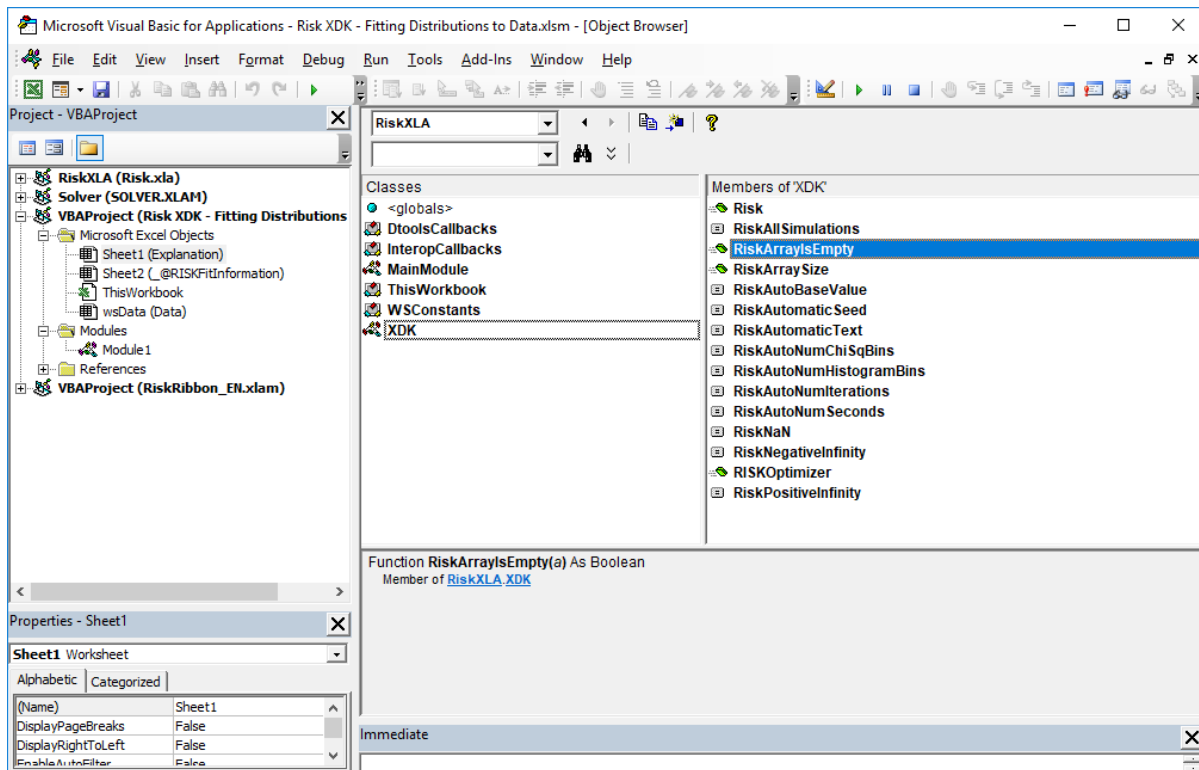 Microsoft Visual Basic for Applications - Risk XDK - Fitting Distributions to Data.xlsm - [Object Browser]
File Edit View Insert Format Debug Run Tools Add-Ins Window Help
Project - VBAProject
RiskXLA (Risk.xla)
Solver (SOLVER.XLAM)
VBAProject (Risk XDK - Fitting Distributions
Microsoft Excel Objects
Sheet1 (Explanation)
Sheet2 (_@RISKFitInformation)
ThisWorkbook
wsData (Data)
Modules
Module1
References
VBAProject (RiskRibbon_EN.xlam)
Properties - Sheet1
Sheet1 Worksheet
Alphabetic Categorized
(Name) Sheet1
DisplayPageBreaks False
DisplayRightToLeft False
EnableAutoFilter False
RiskXLA
Classes
<globals>
DtoolsCallbacks
InteropCallbacks
MainModule
ThisWorkbook
WSConstants
XDK
Members of 'XDK'
Risk
RiskAllSimulations
RiskArrayIsEmpty
RiskArraySize
RiskAutoBaseValue
RiskAutomaticSeed
RiskAutomaticText
RiskAutoNumChiSqBins
RiskAutoNumHistogramBins
RiskAutoNumIterations
RiskAutoNumSeconds
RiskNaN
RiskNegativeInfinity
RISKOptimizer
RiskPositiveInfinity
Function RiskArrayIsEmpty(a) As Boolean
Member of RiskXLA.XDK
Immediate